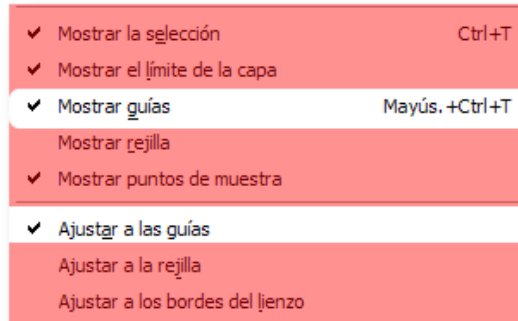 Mostrar la selección Ctrl+T
Mostrar el límite de la capa
Mostrar guías Mayús.+Ctrl+T
Mostrar rejilla
Mostrar puntos de muestra
Ajustar a las guías
Ajustar a la rejilla
Ajustar a los bordes del lienzo